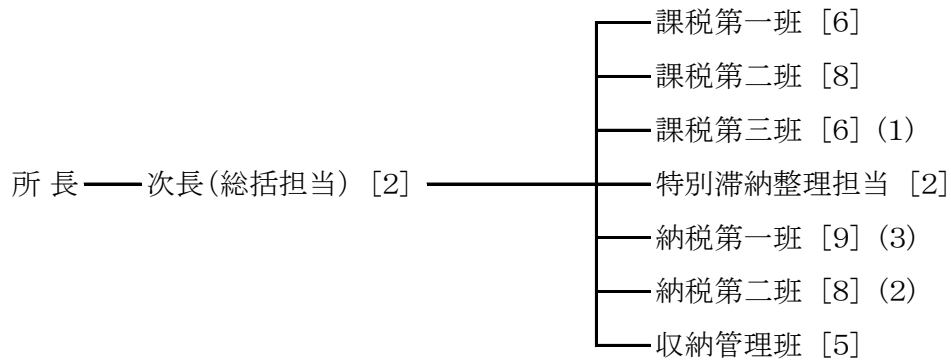 課税第一班 [6]
課税第二班 [8]
課税第三班 [6] (1)
所 長 次長(総括担当) [2]
特別滞納整理担当 [2]
納税第一班 [9] (3)
納税第二班 [8] (2)
収納管理班 [5]